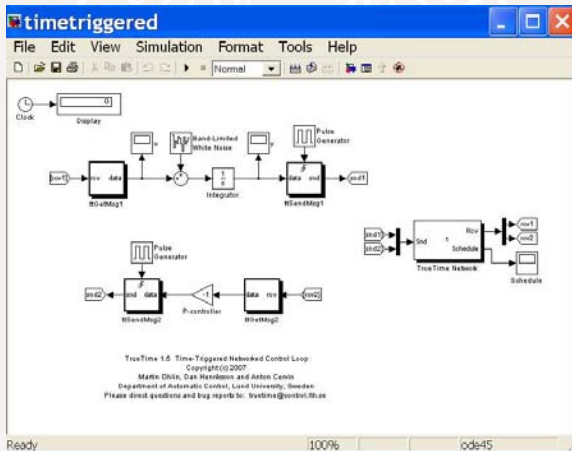 timetriggered
File Edit View Simulation Format Tools Help
Normal
Clock
0
Display
Pulse
Generator
Band-Limited
White Noise
x
y
rcv1
rcv data
1
s
data snd
snd1
ttGetMsg1
Integrator
ttSendMsg1
snd1
snd2
Snd
Rcv
Schedule
rcv1
rcv2
TrueTime Network
Schedule
Pulse
Generator
snd2
snd data
-1
data rcv
rcv2
ttSendMsg2
P-controller
ttGetMsg2
TrueTime 1.5 Time-Triggered Networked Control Loop
Copyright (c) 2007
Martin Ohlin, Dan Henriksson and Anton Cervin
Department of Automatic Control, Lund University, Sweden
Please direct questions and bug reports to: truetime@control.lth.se
Ready 100% ode45